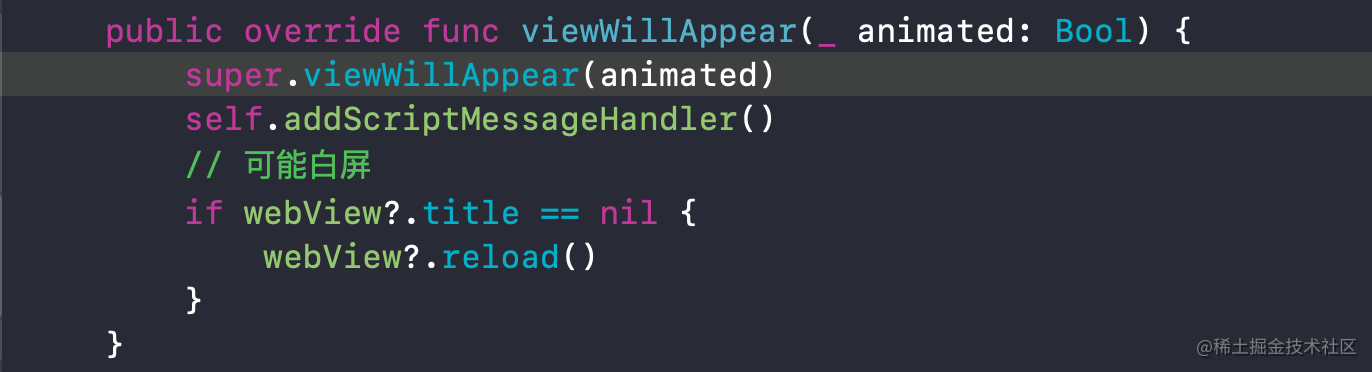 public override func viewWillAppear(_ animated: Bool) {
super.viewWillAppear(animated)
self.addScriptMessageHandler()
// 可能白屏
if webView?.title == nil {
webView?.reload()
}
}
@稀土掘金技术社区